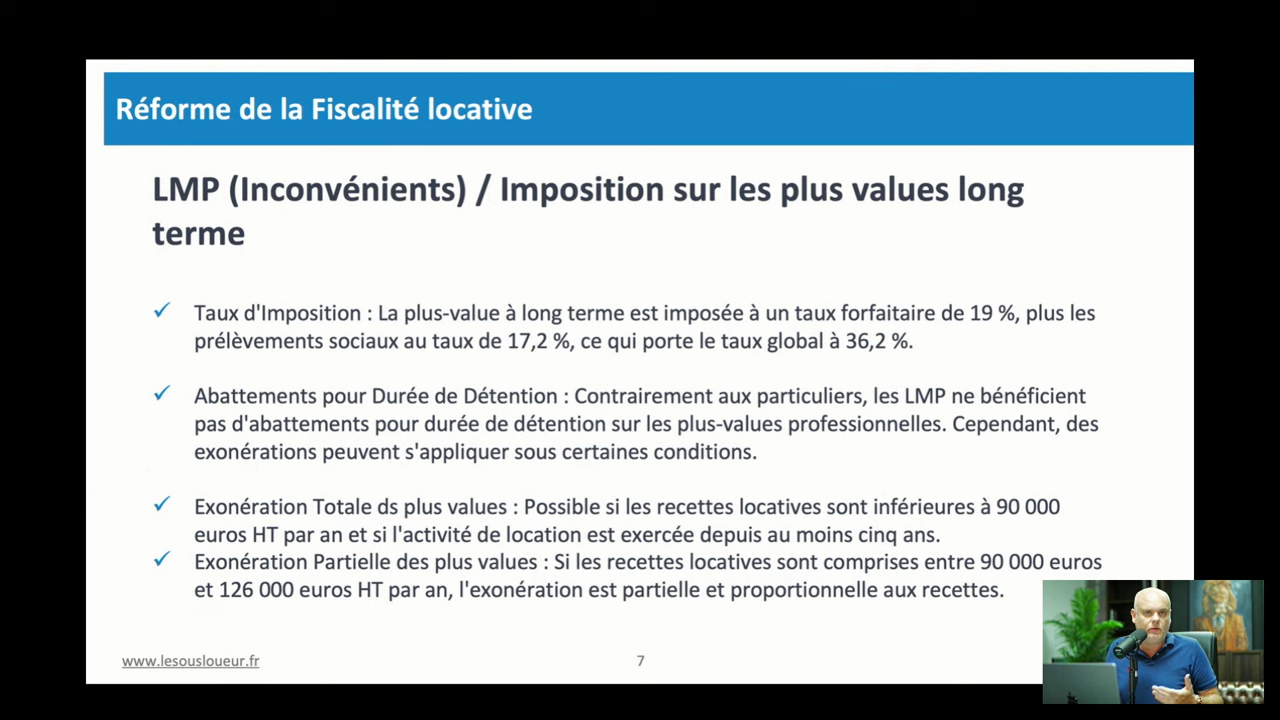 Réforme de la Fiscalité locative
LMP (Inconvénients) / Imposition sur les plus values long
terme
Taux d'Imposition : La plus-value à long terme est imposée à un taux forfaitaire de 19 %, plus les
prélèvements sociaux au taux de 17,2 %, ce qui porte le taux global à 36,2 %.
Abattements pour Durée de Détention : Contrairement aux particuliers, les LMP ne bénéficient
pas d'abattements pour durée de détention sur les plus-values professionnelles. Cependant, des
exonérations peuvent s'appliquer sous certaines conditions.
Exonération Totale ds plus values : Possible si les recettes locatives sont inférieures à 90 000
euros HT par an et si l'activité de location est exercée depuis au moins cinq ans.
Exonération Partielle des plus values : Si les recettes locatives sont comprises entre 90 000 euros
et 126 000 euros HT par an, l'exonération est partielle et proportionnelle aux recettes.
www.lesousloueur.fr
7